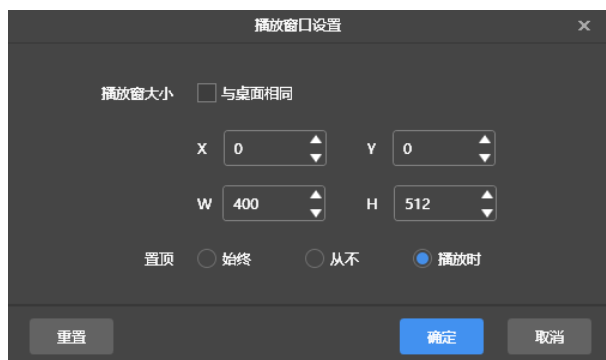 播放窗口设置
播放窗大小 与桌面相同
X 0 Y 0
W 400 H 512
置顶 始终 从不 播放时
重置 确定 取消